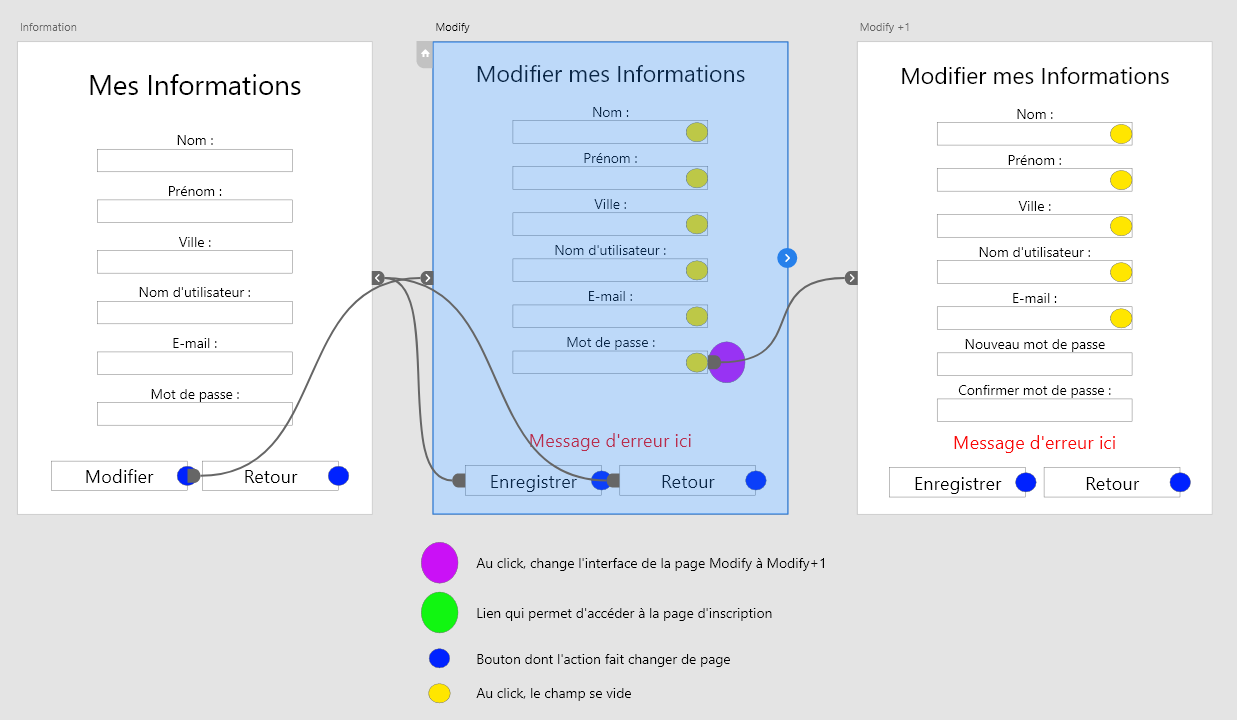 Information
Mes Informations
Nom :
Prénom :
Ville :
Nom d'utilisateur :
E-mail :
Mot de passe :
Modifier
Retour
Modify
Modifier mes Informations
Nom :
Prénom :
Ville :
Nom d'utilisateur :
E-mail :
Mot de passe :
Message d'erreur ici
Enregistrer
Retour
Modify +1
Modifier mes Informations
Nom :
Prénom :
Ville :
Nom d'utilisateur :
E-mail :
Nouveau mot de passe
Confirmer mot de passe :
Message d'erreur ici
Enregistrer
Retour
Au click, change l'interface de la page Modify à Modify+1
Lien qui permet d'accéder à la page d'inscription
Bouton dont l'action fait changer de page
Au click, le champ se vide